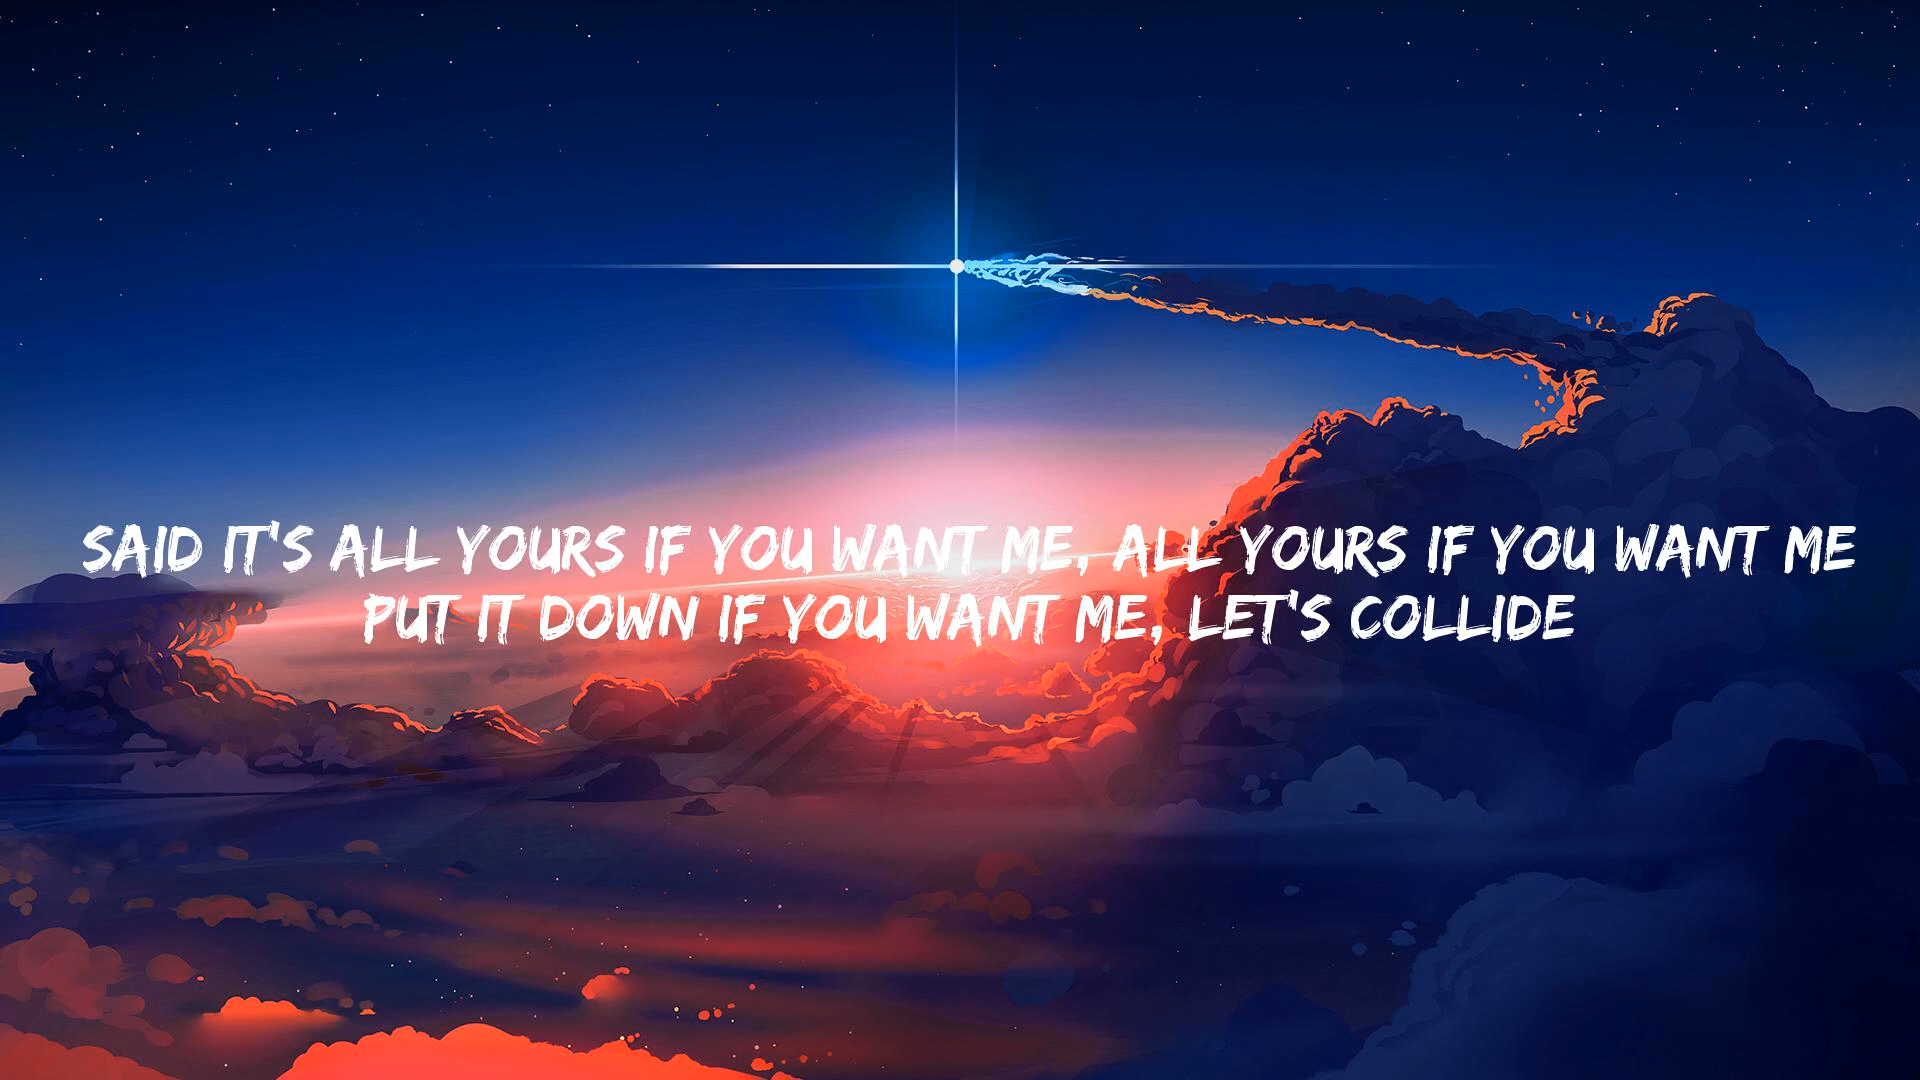 SAID IT'S ALL YOURS IF YOU WANT ME, ALL YOURS IF YOU WANT ME
PUT IT DOWN IF YOU WANT ME, LET'S COLLIDE